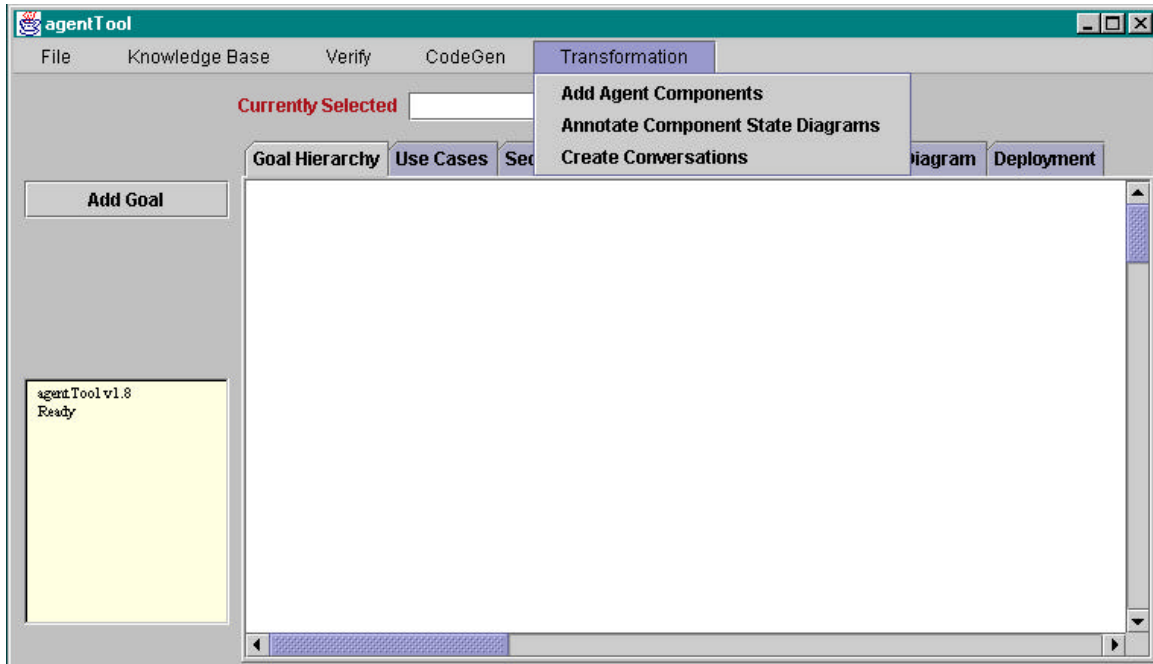 agentTool
File Knowledge Base Verify CodeGen Transformation
Add Agent Components
Annotate Component State Diagrams
Create Conversations
Currently Selected
Goal Hierarchy Use Cases Deployment
Add Goal
agentTool v1.8
Ready